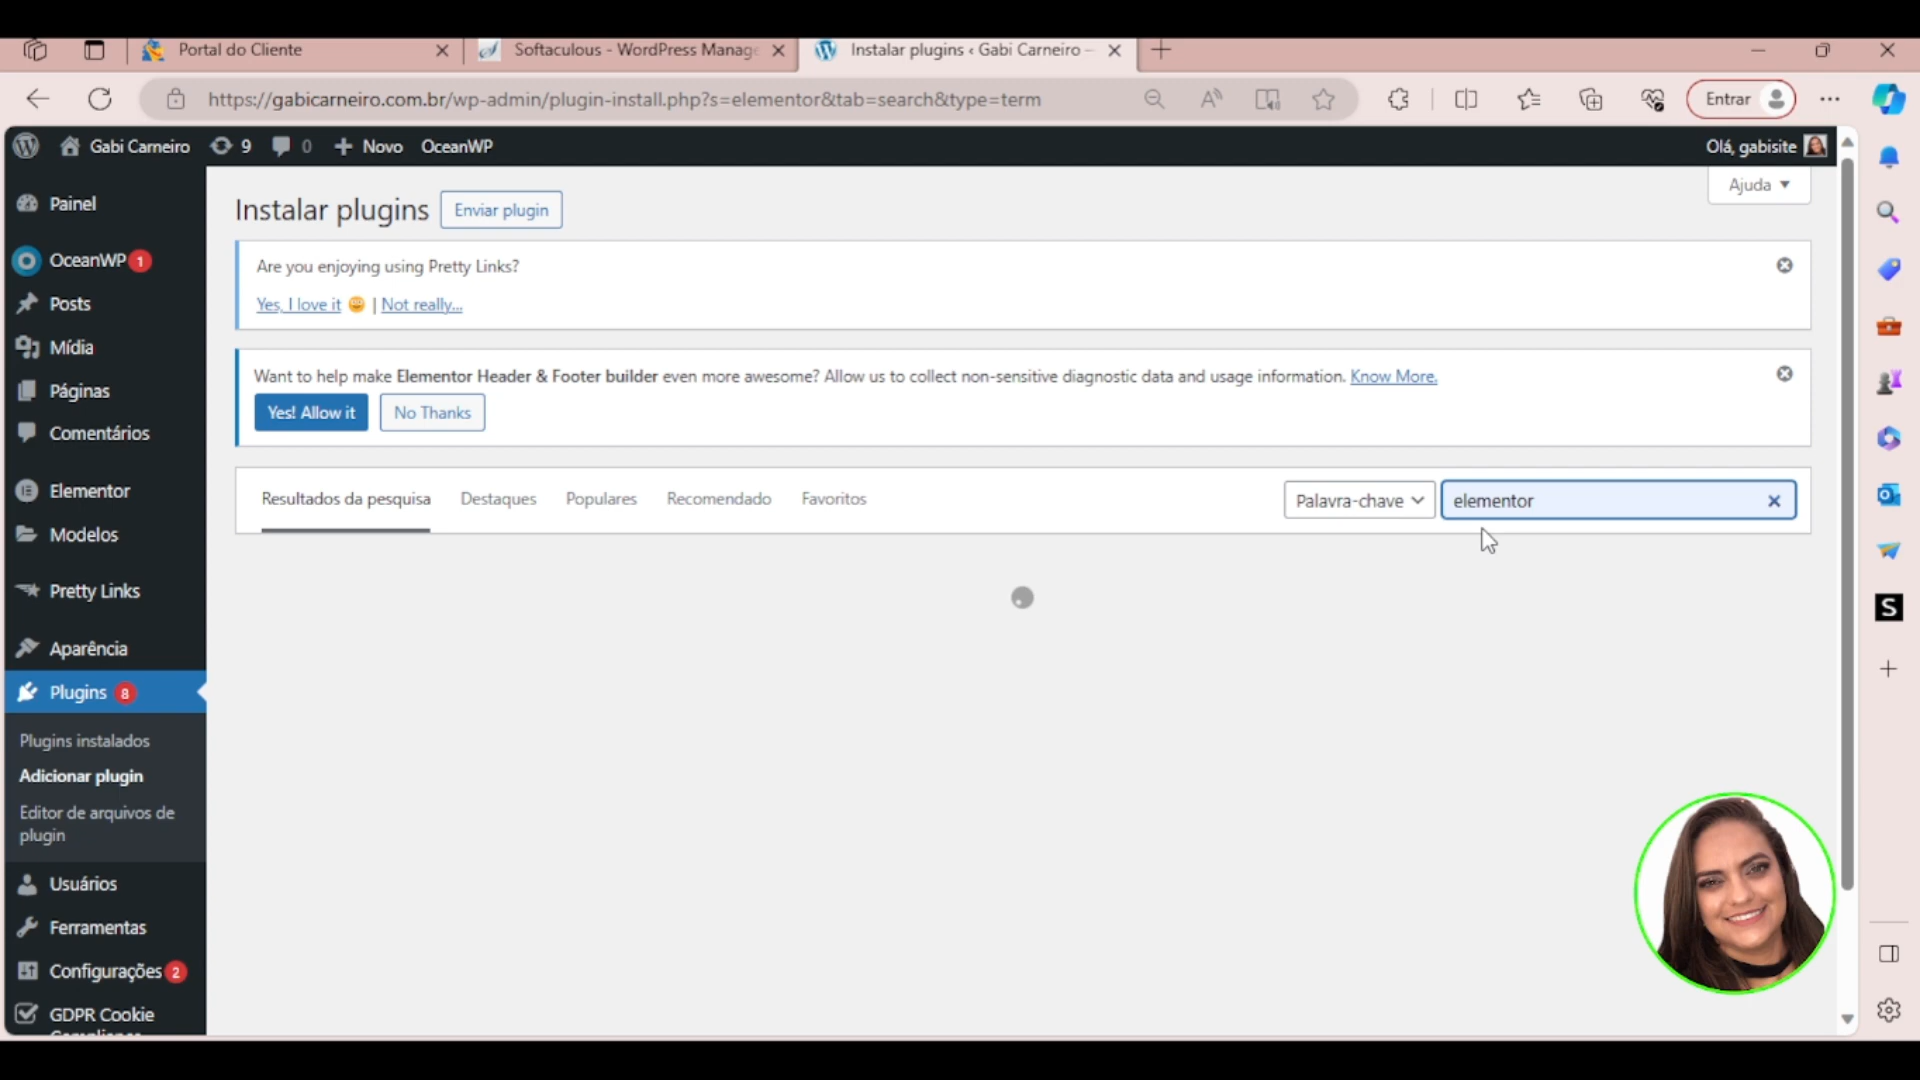 Portal do Cliente
Softaculous - WordPress Manage
Instalar plugins ‹ Gabi Carneiro –
https://gabicarneiro.com.br/wp-admin/plugin-install.php?s=elementor&tab=search&type=term
Entrar
Gabi Carneiro
9
0
Novo
OceanWP
Olá, gabisite
Painel
OceanWP 1
Posts
Mídia
Páginas
Comentários
Elementor
Modelos
Pretty Links
Aparência
Plugins 8
Plugins instalados
Adicionar plugin
Editor de arquivos de
plugin
Usuários
Ferramentas
Configurações 2
GDPR Cookie
Ajuda
Instalar plugins
Enviar plugin
Are you enjoying using Pretty Links?
Yes, I love it 😀 | Not really...
Want to help make Elementor Header & Footer builder even more awesome? Allow us to collect non-sensitive diagnostic data and usage information. Know More.
Yes! Allow it
No Thanks
Resultados da pesquisa
Destaques
Populares
Recomendado
Favoritos
Palavra-chave
elementor